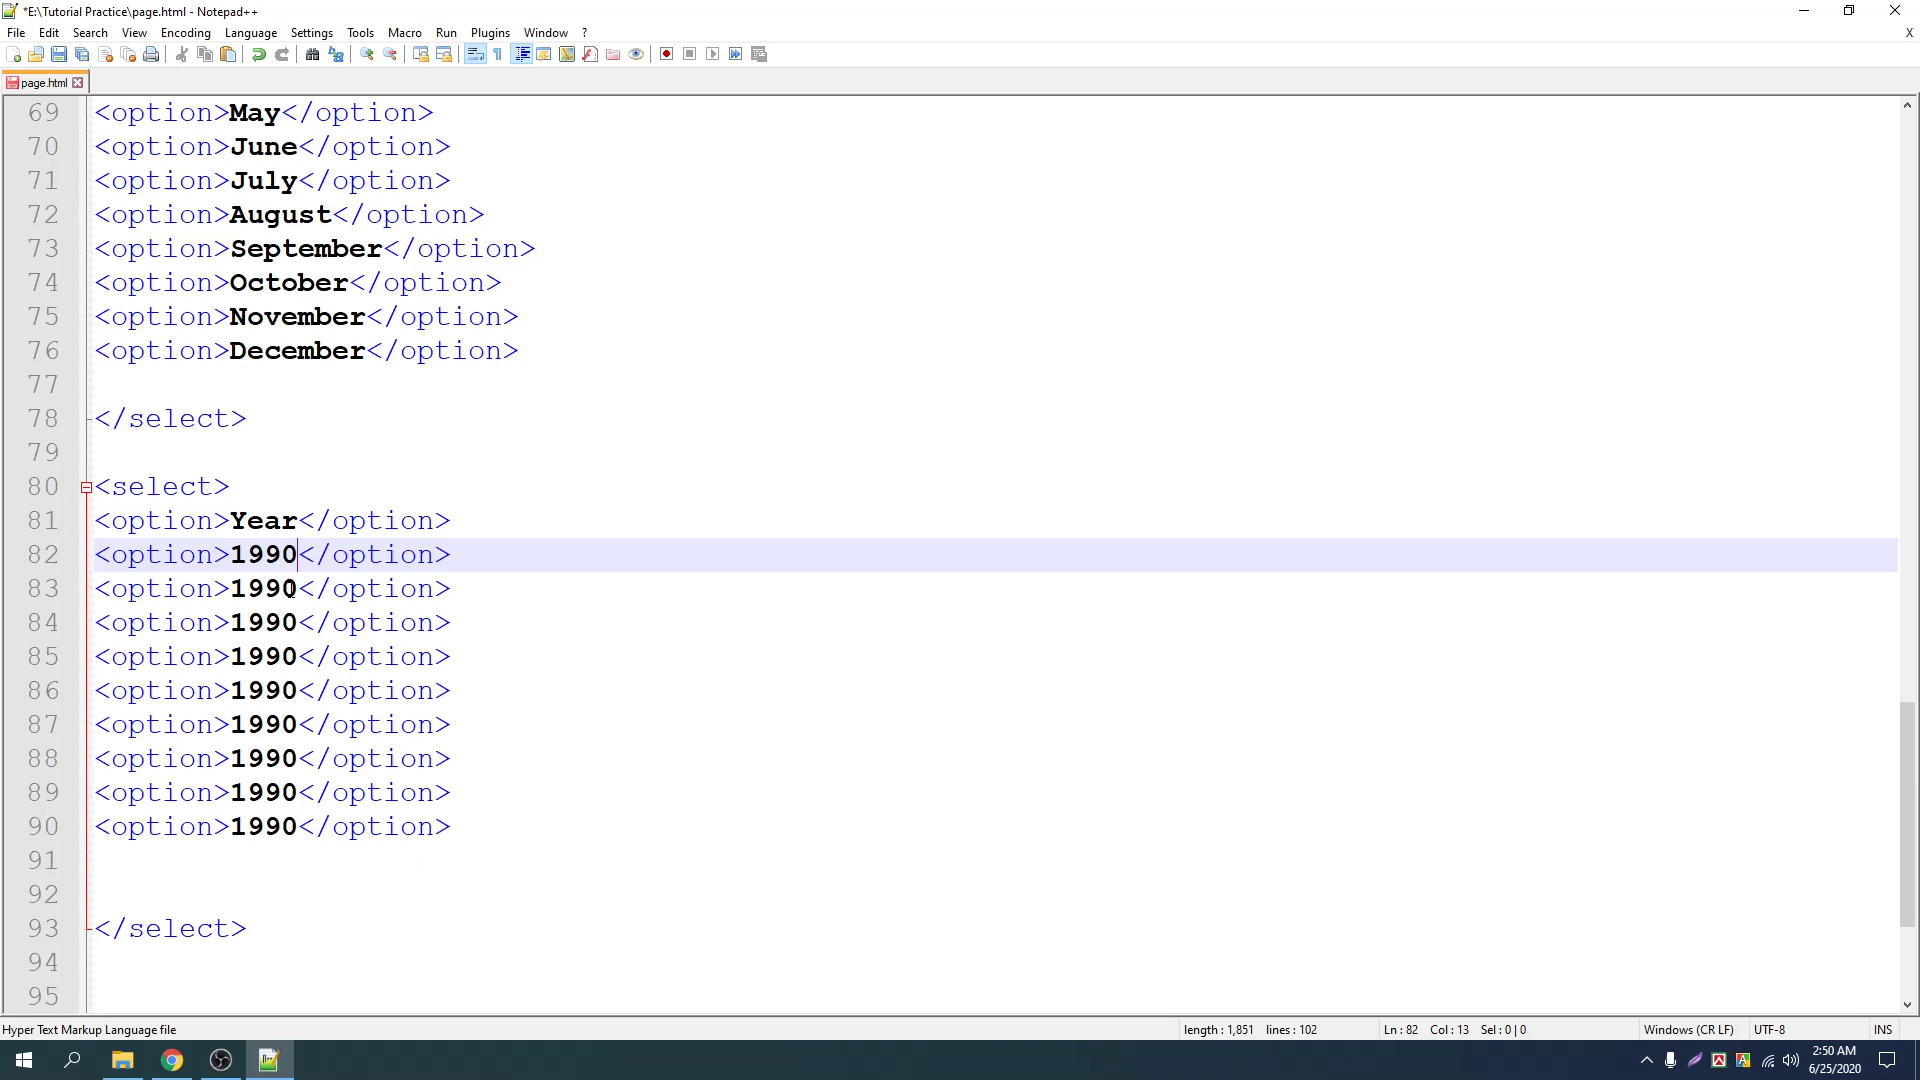 *E:\Tutorial Practice\page.html - Notepad++
File Edit Search View Encoding Language Settings Tools Macro Run Plugins Window ? X
page.html
69 <option>May</option>
70 <option>June</option>
71 <option>July</option>
72 <option>August</option>
73 <option>September</option>
74 <option>October</option>
75 <option>November</option>
76 <option>December</option>
77
78 </select>
79
80 <select>
81 <option>Year</option>
82 <option>1990</option>
83 <option>1990</option>
84 <option>1990</option>
85 <option>1990</option>
86 <option>1990</option>
87 <option>1990</option>
88 <option>1990</option>
89 <option>1990</option>
90 <option>1990</option>
91
92
93 </select>
94
95
Hyper Text Markup Language file length : 1,851 lines : 102 Ln : 82 Col : 13 Sel : 0 | 0 Windows (CR LF) UTF-8 INS
2:50 AM
6/25/2020